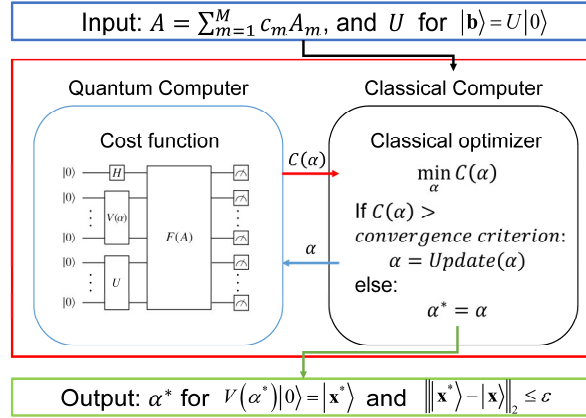 Input: A = ∑_{m=1}^{M} c_m A_m, and U for |b⟩ = U|0⟩
Quantum Computer
Cost function
|0⟩ H
|0⟩
⋮ V(α) ⋮
|0⟩ F(A)
|0⟩
⋮ U ⋮
|0⟩
C(α)
α
Classical Computer
Classical optimizer
min_α C(α)
If C(α) >
convergence criterion:
α = Update(α)
else:
α* = α
Output: α* for V(α*)|0⟩ = |x*⟩ and ‖|x*⟩ − |x⟩‖₂ ≤ ε